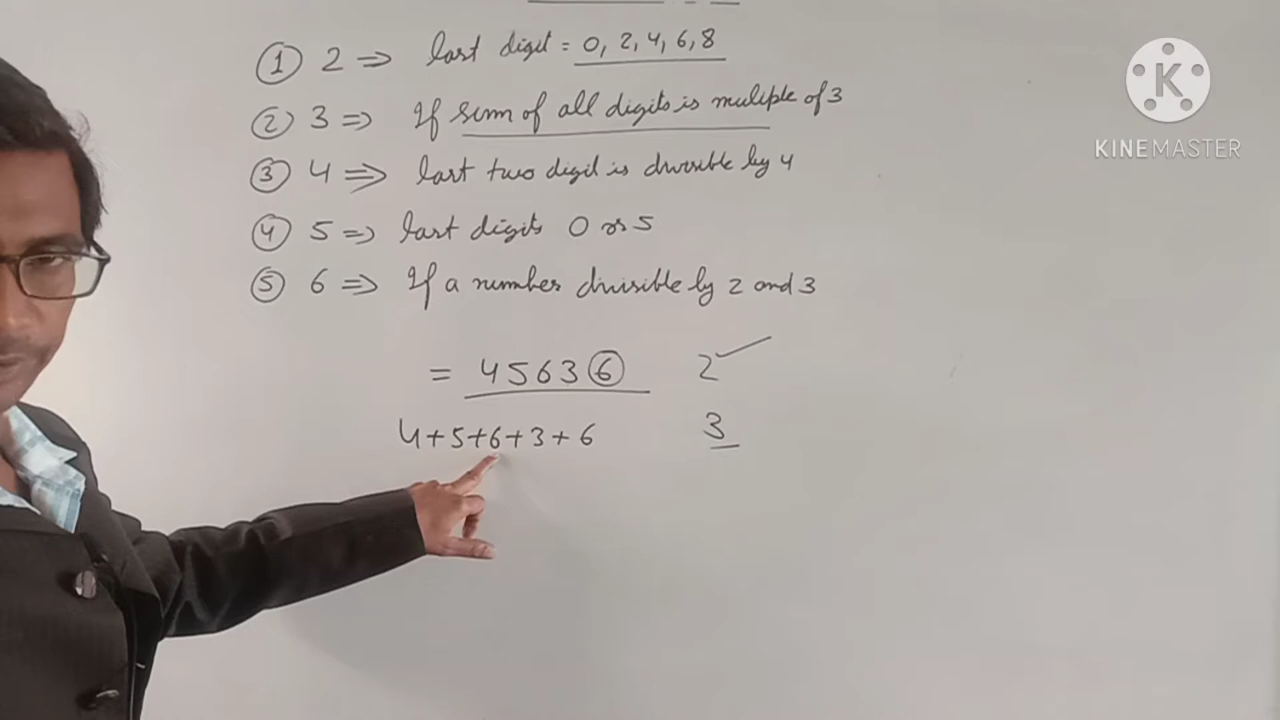 ① 2 => last digit = 0, 2, 4, 6, 8
② 3 => If sum of all digits is muliple of 3
③ 4 => last two digit is divisible by 4
④ 5 => last digits 0 or 5
⑤ 6 => If a number divisible by 2 and 3
= 45636 2 ✓
4+5+6+3+6 3
K
KINEMASTER